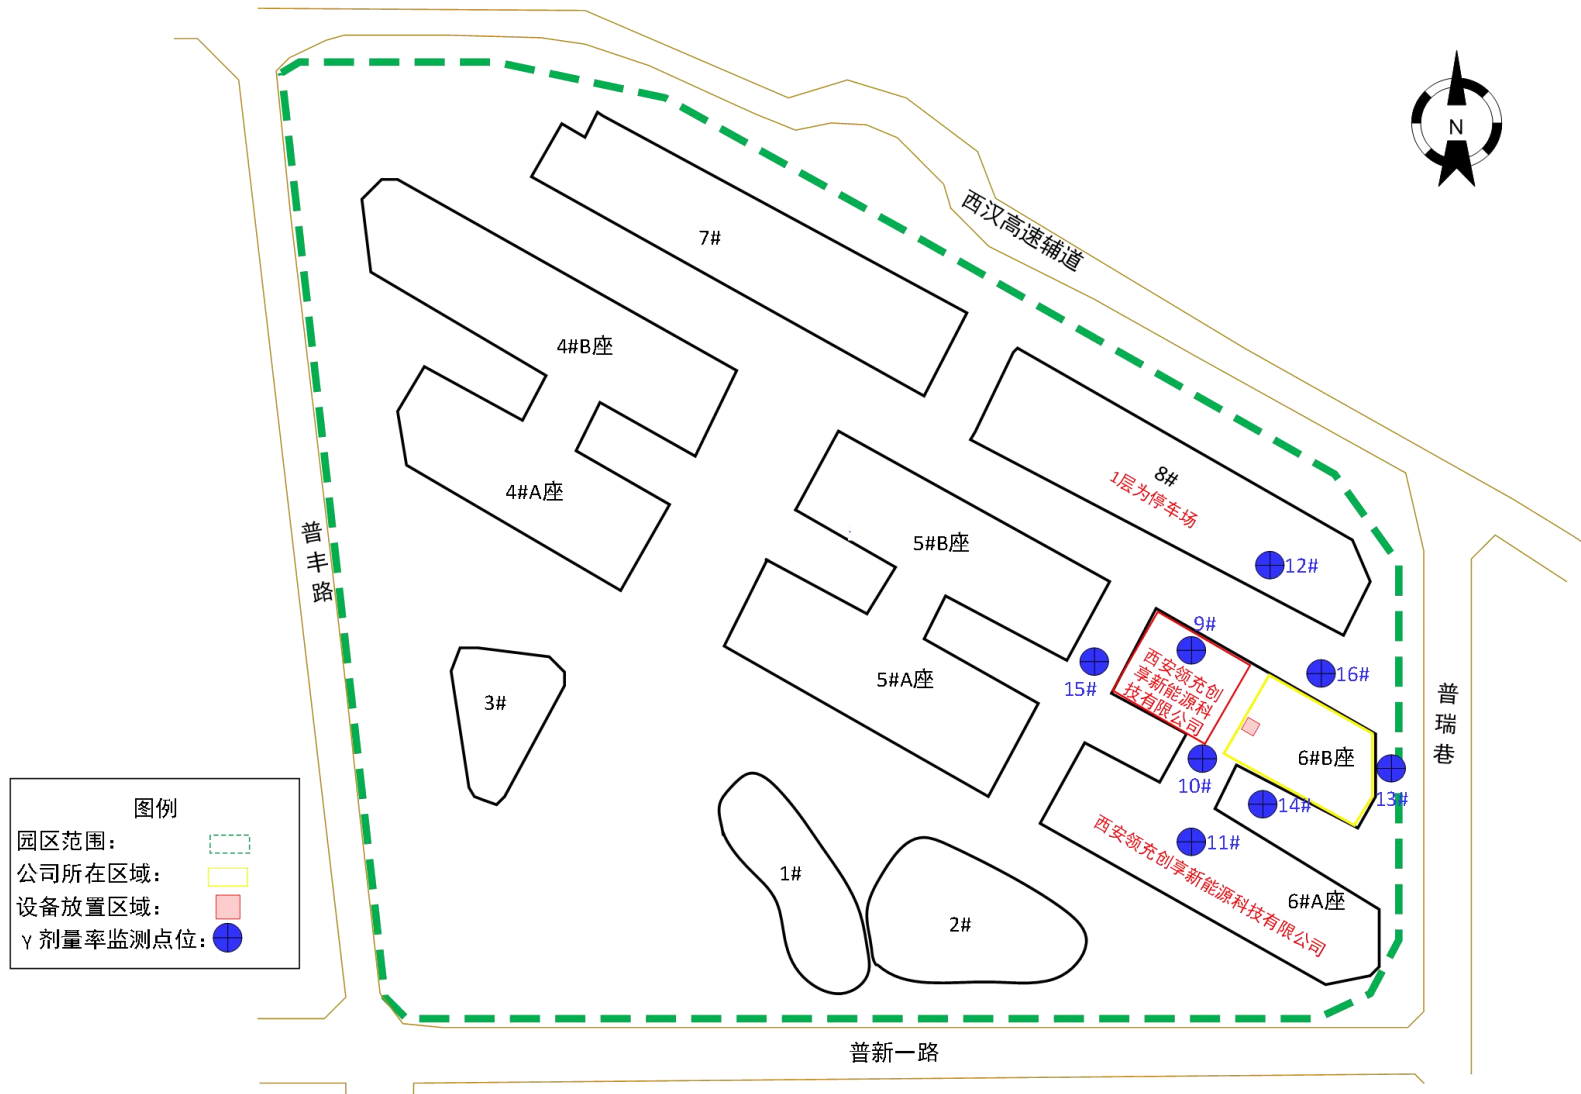 N
西汉高速辅道
7#
4#B座
8#
1层为停车场
4#A座
普丰路
5#B座
12#
9#
西安领充创
享新能源科
技有限公司
15#
16#
5#A座
3#
普瑞巷
6#B座
10#
13#
14#
图例
园区范围：
公司所在区域：
设备放置区域：
γ剂量率监测点位：
11#
西安领充创享新能源科技有限公司
1#
6#A座
2#
普新一路